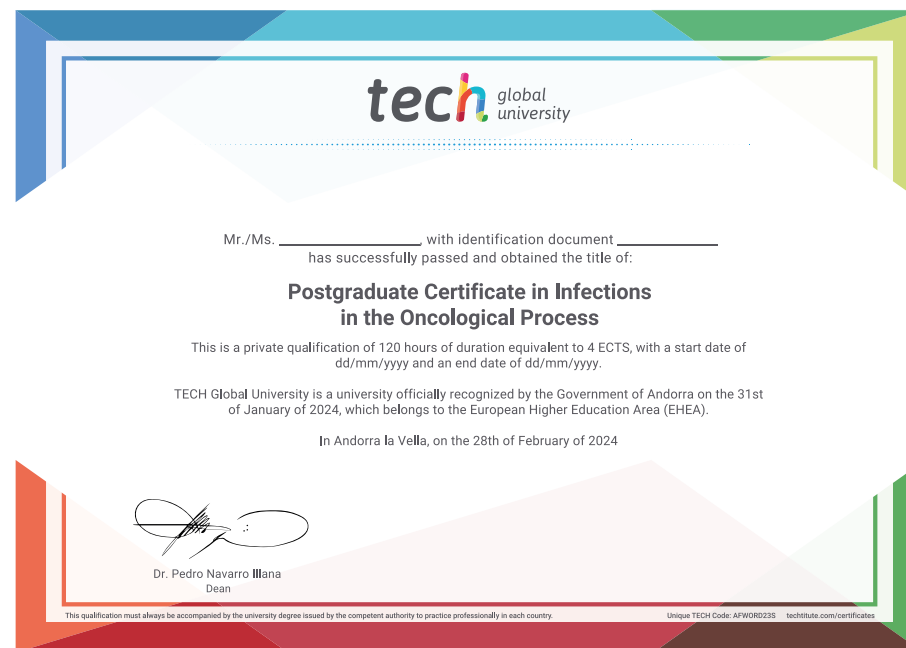 tech global
university
Mr./Ms. ____________, with identification document ____________
has successfully passed and obtained the title of:
Postgraduate Certificate in Infections
in the Oncological Process
This is a private qualification of 120 hours of duration equivalent to 4 ECTS, with a start date of
dd/mm/yyyy and an end date of dd/mm/yyyy.
TECH Global University is a university officially recognized by the Government of Andorra on the 31st
of January of 2024, which belongs to the European Higher Education Area (EHEA).
In Andorra la Vella, on the 28th of February of 2024
Dr. Pedro Navarro Illana
Dean
This qualification must always be accompanied by the university degree issued by the competent authority to practice professionally in each country.
Unique TECH Code: AFWORD23S techtitute.com/certificates